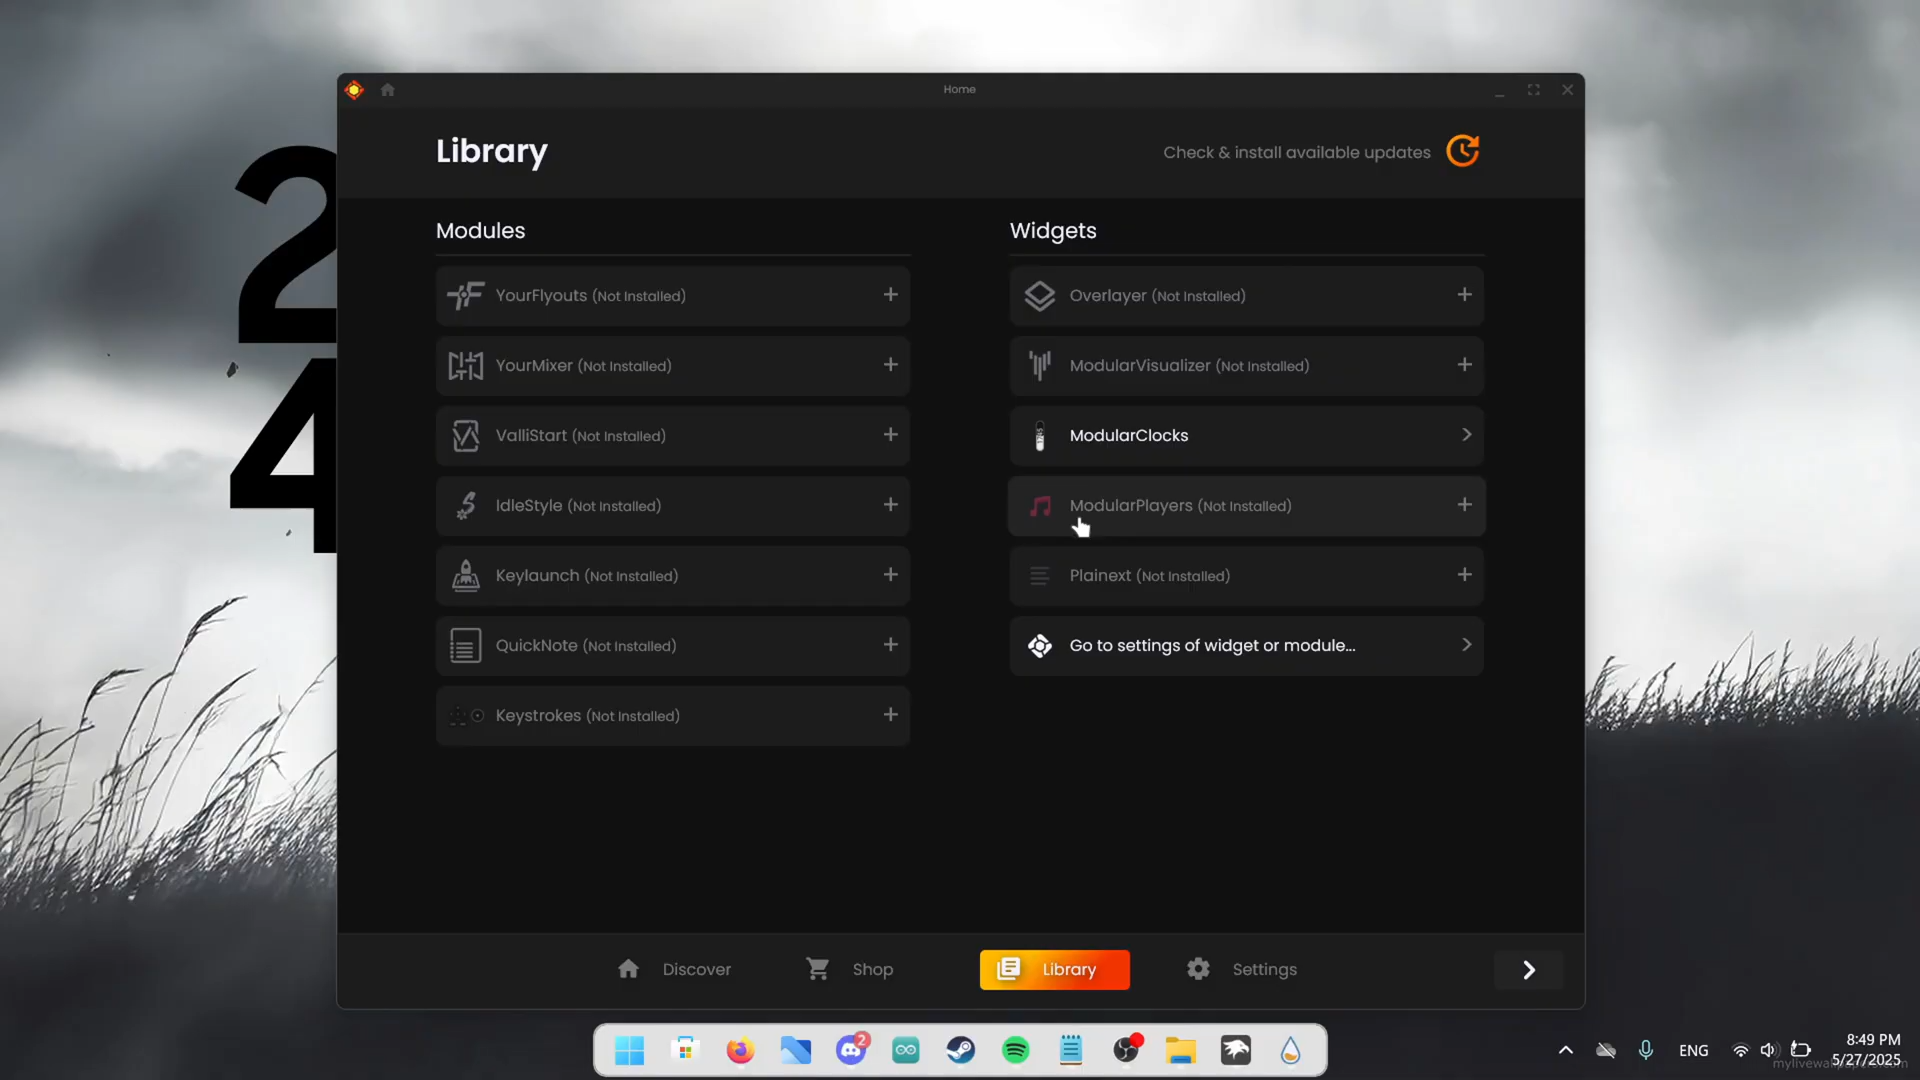 Home
Library
Check & install available updates
Modules
YourFlyouts (Not Installed)
YourMixer (Not Installed)
ValliStart (Not Installed)
IdleStyle (Not Installed)
Keylaunch (Not Installed)
QuickNote (Not Installed)
Keystrokes (Not Installed)
Widgets
Overlayer (Not Installed)
ModularVisualizer (Not Installed)
ModularClocks
ModularPlayers (Not Installed)
Plainext (Not Installed)
Go to settings of widget or module...
2
4
Discover
Shop
Library
Settings
2
ENG
8:49 PM
5/27/2025
mylivewallpapers.com